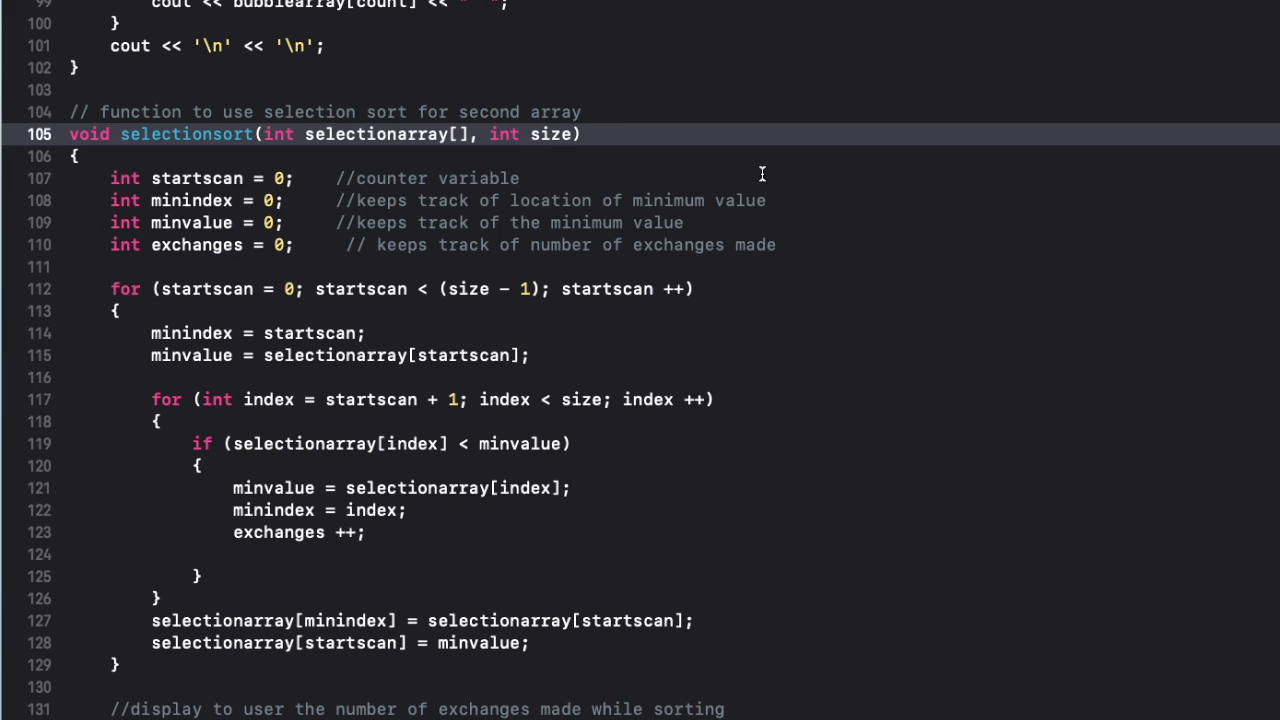 99 cout << bubblearray[count] << " ";
100 }
101 cout << '\n' << '\n';
102 }
103
104 // function to use selection sort for second array
105 void selectionsort(int selectionarray[], int size)
106 {
107 int startscan = 0; //counter variable
108 int minindex = 0; //keeps track of location of minimum value
109 int minvalue = 0; //keeps track of the minimum value
110 int exchanges = 0; // keeps track of number of exchanges made
111
112 for (startscan = 0; startscan < (size - 1); startscan ++)
113 {
114 minindex = startscan;
115 minvalue = selectionarray[startscan];
116
117 for (int index = startscan + 1; index < size; index ++)
118 {
119 if (selectionarray[index] < minvalue)
120 {
121 minvalue = selectionarray[index];
122 minindex = index;
123 exchanges ++;
124
125 }
126 }
127 selectionarray[minindex] = selectionarray[startscan];
128 selectionarray[startscan] = minvalue;
129 }
130
131 //display to user the number of exchanges made while sorting